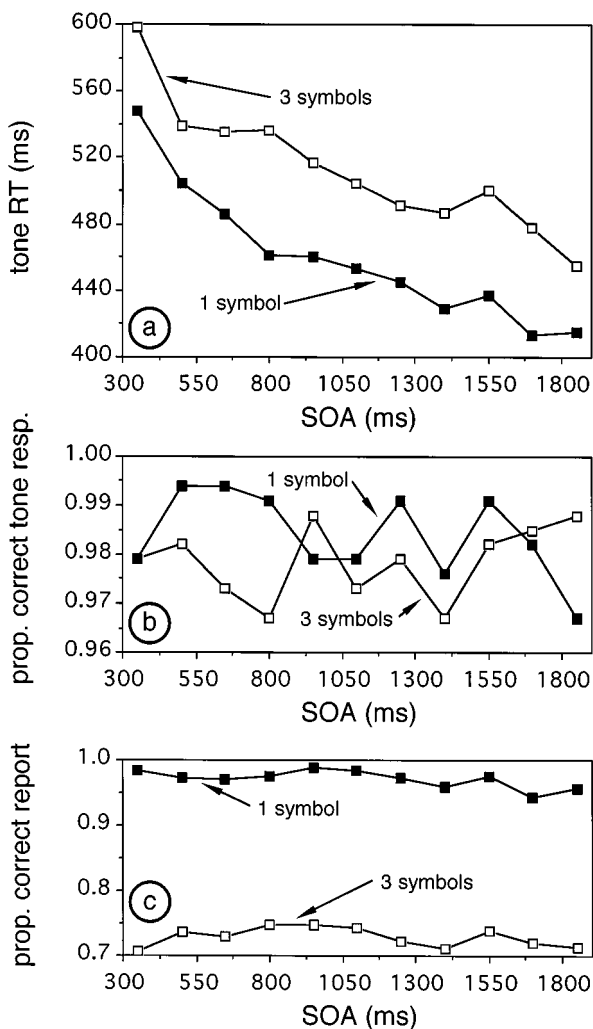 tone RT (ms)
600
560
520
480
440
400
3 symbols
1 symbol
a
300 550 800 1050 1300 1550 1800
SOA (ms)
prop. correct tone resp.
1.00
0.99
0.98
0.97
0.96
1 symbol
3 symbols
b
300 550 800 1050 1300 1550 1800
SOA (ms)
prop. correct report
1.0
0.9
0.8
0.7
1 symbol
3 symbols
c
300 550 800 1050 1300 1550 1800
SOA (ms)